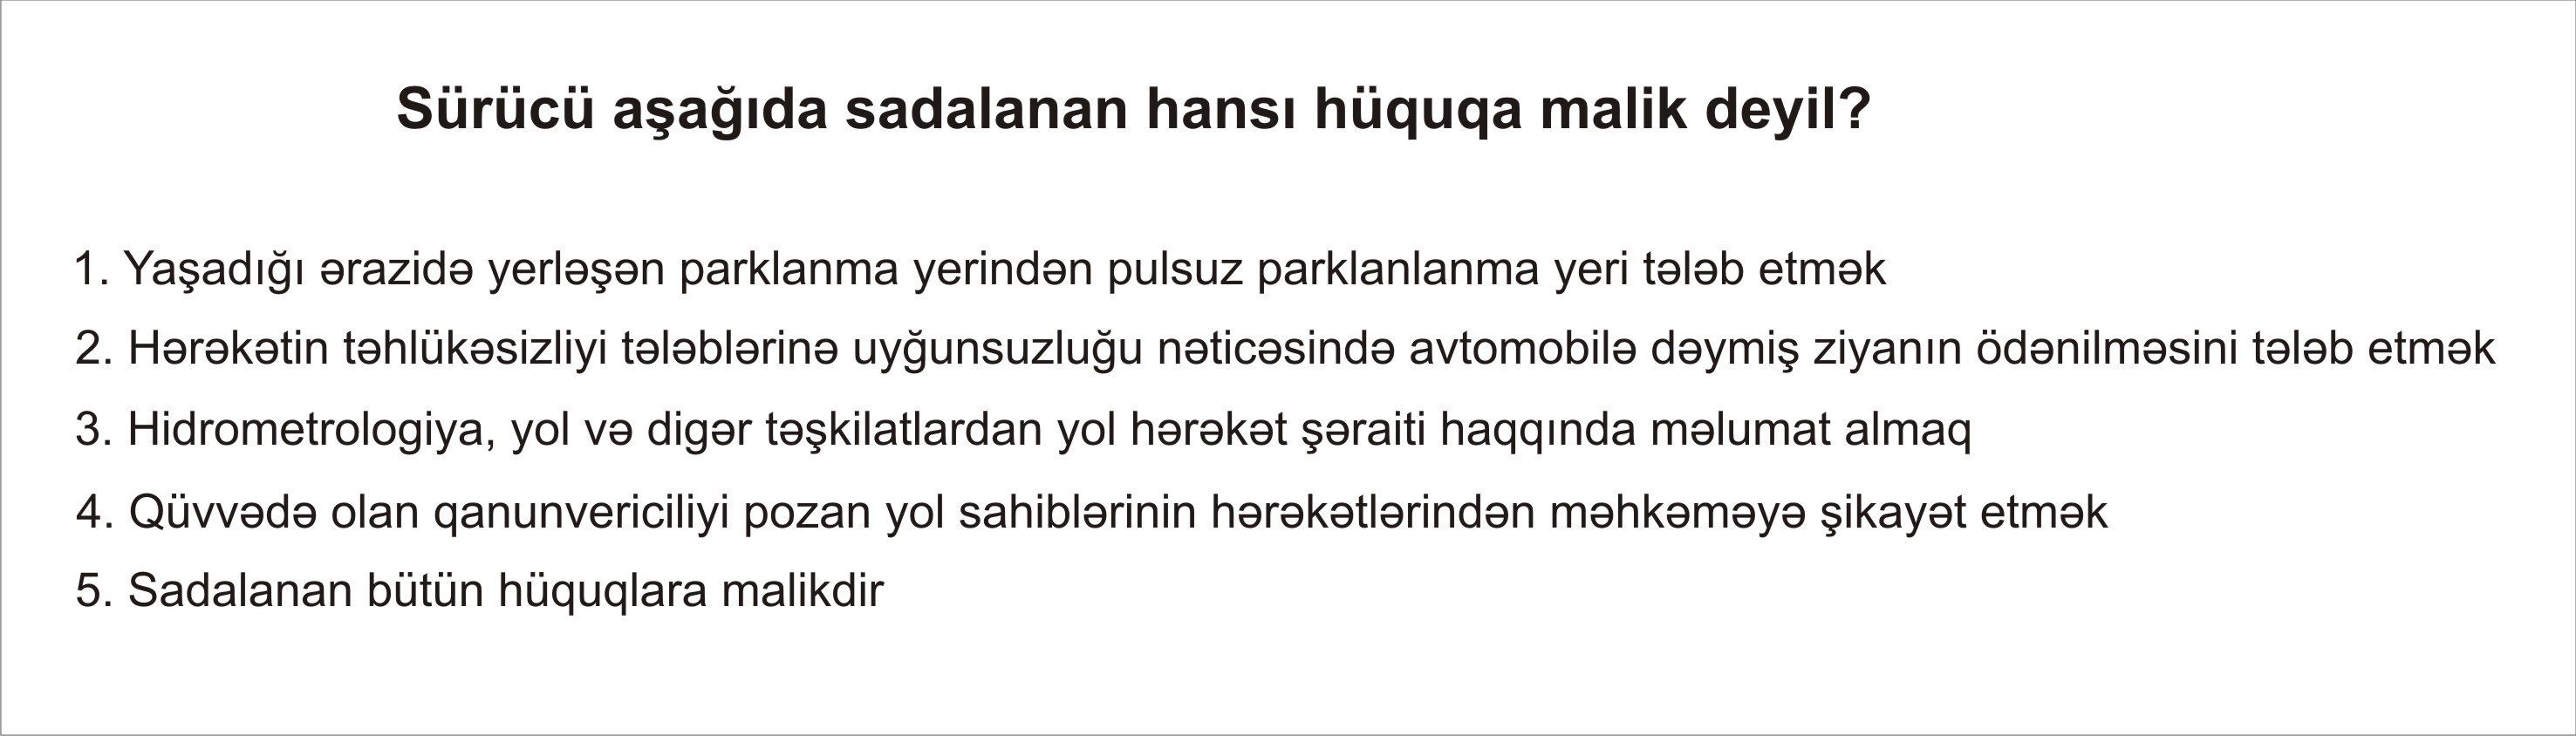 Sürücü aşağıda sadalanan hansı hüquqa malik deyil?
1. Yaşadığı ərazidə yerləşən parklanma yerindən pulsuz parklanlanma yeri tələb etmək
2. Hərəkətin təhlükəsizliyi tələblərinə uyğunsuzluğu nəticəsində avtomobilə dəymiş ziyanın ödənilməsini tələb etmək
3. Hidrometrologiya, yol və digər təşkilatlardan yol hərəkət şəraiti haqqında məlumat almaq
4. Qüvvədə olan qanunvericiliyi pozan yol sahiblərinin hərəkətlərindən məhkəməyə şikayət etmək
5. Sadalanan bütün hüquqlara malikdir